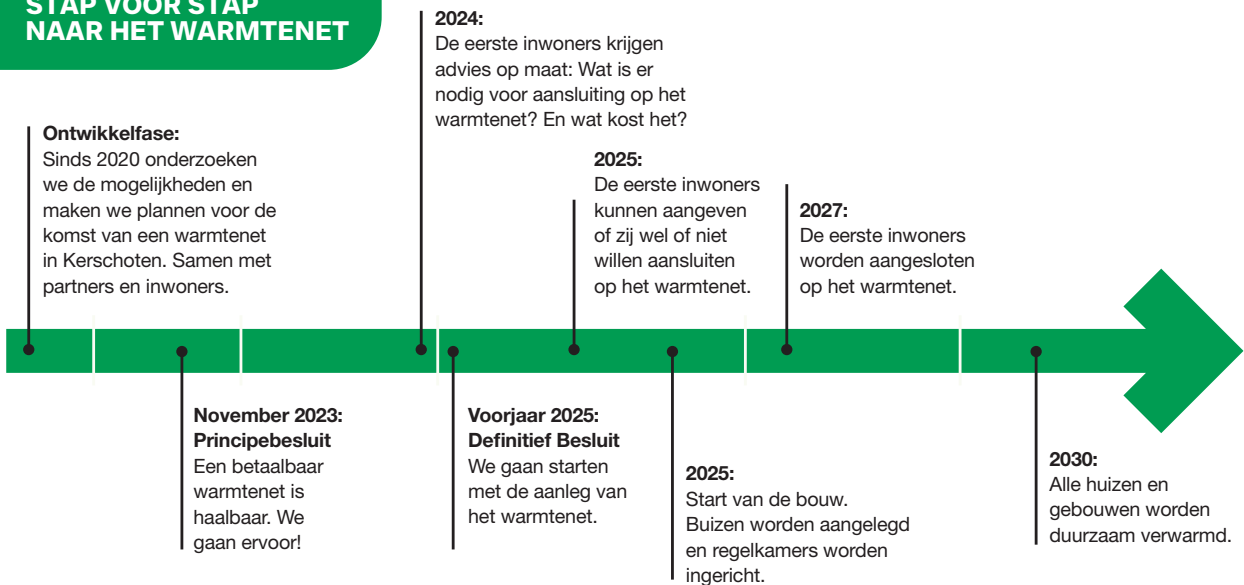 STAP VOOR STAP
NAAR HET WARMTENET
Ontwikkelfase:
Sinds 2020 onderzoeken
we de mogelijkheden en
maken we plannen voor de
komst van een warmtenet
in Kerschoten. Samen met
partners en inwoners.
November 2023:
Principebesluit
Een betaalbaar
warmtenet is
haalbaar. We
gaan ervoor!
2024:
De eerste inwoners krijgen
advies op maat: Wat is er
nodig voor aansluiting op het
warmtenet? En wat kost het?
Voorjaar 2025:
Definitief Besluit
We gaan starten
met de aanleg van
het warmtenet.
2025:
De eerste inwoners
kunnen aangeven
of zij wel of niet
willen aansluiten
op het warmtenet.
2025:
Start van de bouw.
Buizen worden aangelegd
en regelkamers worden
ingericht.
2027:
De eerste inwoners
worden aangesloten
op het warmtenet.
2030:
Alle huizen en
gebouwen worden
duurzaam verwarmd.